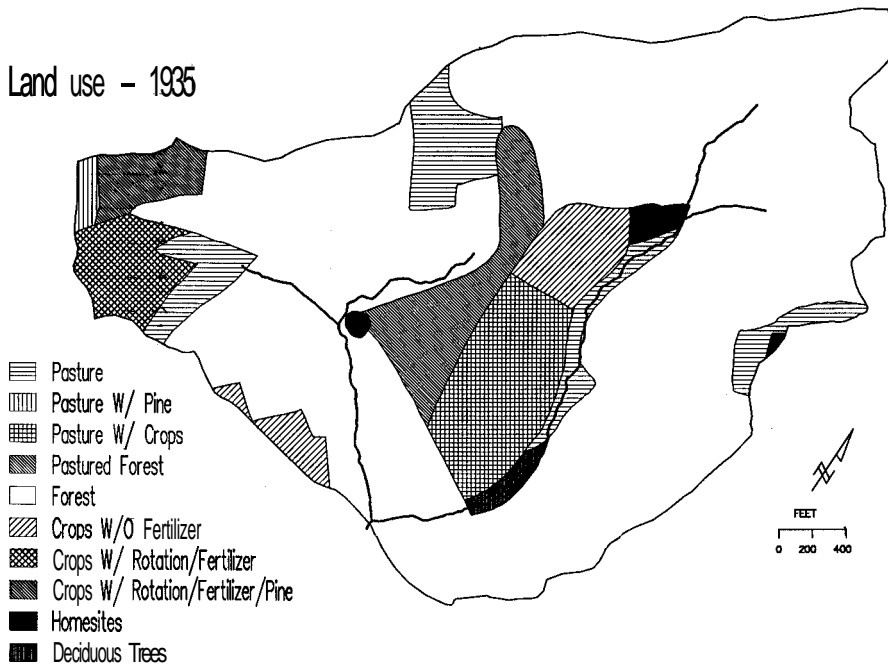 Land use - 1935
Pasture
Pasture W/ Pine
Pasture W/ Crops
Pastured Forest
Forest
Crops W/O Fertilizer
Crops W/ Rotation/Fertilizer
Crops W/ Rotation/Fertilizer/Pine
Homesites
Deciduous Trees
N
FEET
0 200 400